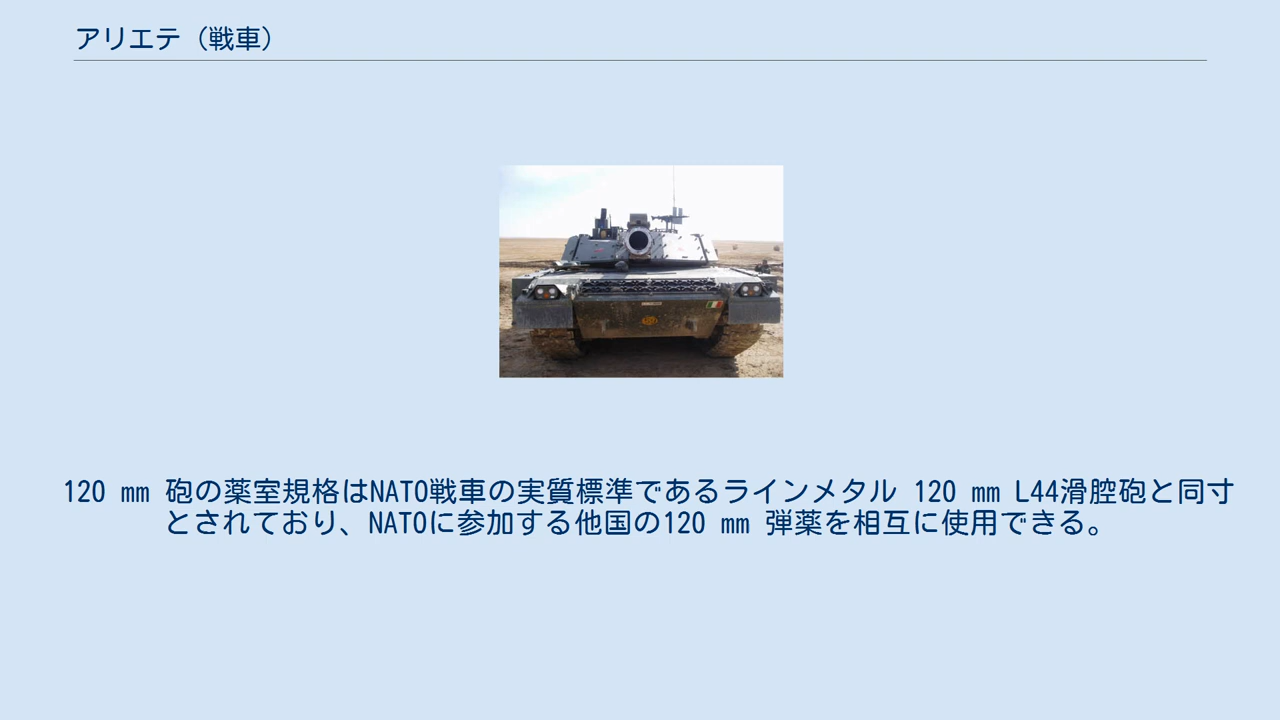 アリエテ（戦車）
120 mm 砲の薬室規格はNATO戦車の実質標準であるラインメタル 120 mm L44滑腔砲と同寸
とされており、NATOに参加する他国の120 mm 弾薬を相互に使用できる。